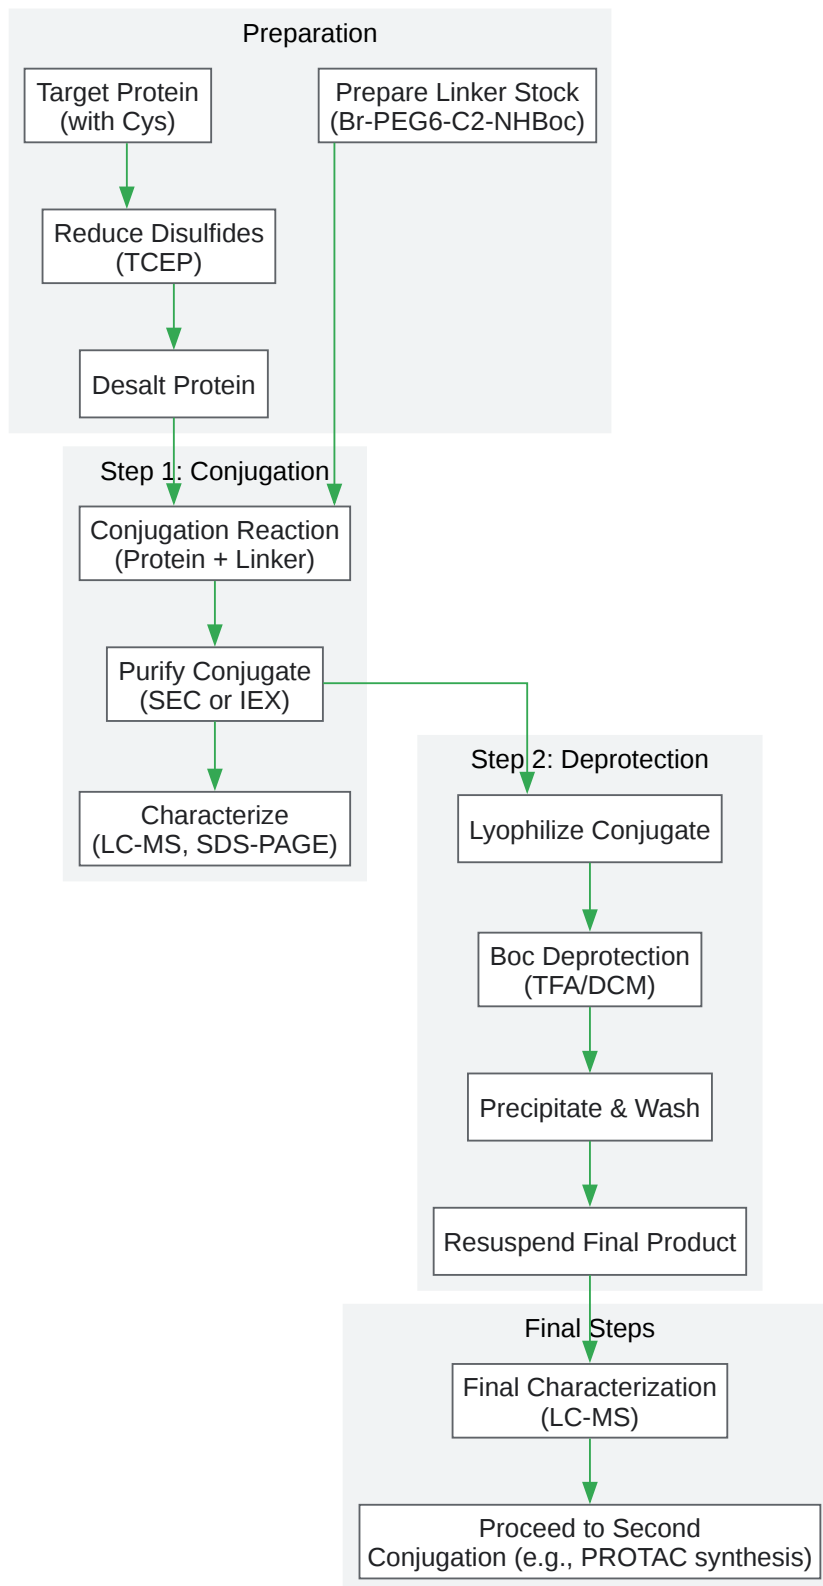 Preparation
Target Protein
(with Cys)
Prepare Linker Stock
(Br-PEG6-C2-NHBoc)
Reduce Disulfides
(TCEP)
Desalt Protein
Step 1: Conjugation
Conjugation Reaction
(Protein + Linker)
Purify Conjugate
(SEC or IEX)
Characterize
(LC-MS, SDS-PAGE)
Step 2: Deprotection
Lyophilize Conjugate
Boc Deprotection
(TFA/DCM)
Precipitate & Wash
Resuspend Final Product
Final Steps
Final Characterization
(LC-MS)
Proceed to Second
Conjugation (e.g., PROTAC synthesis)